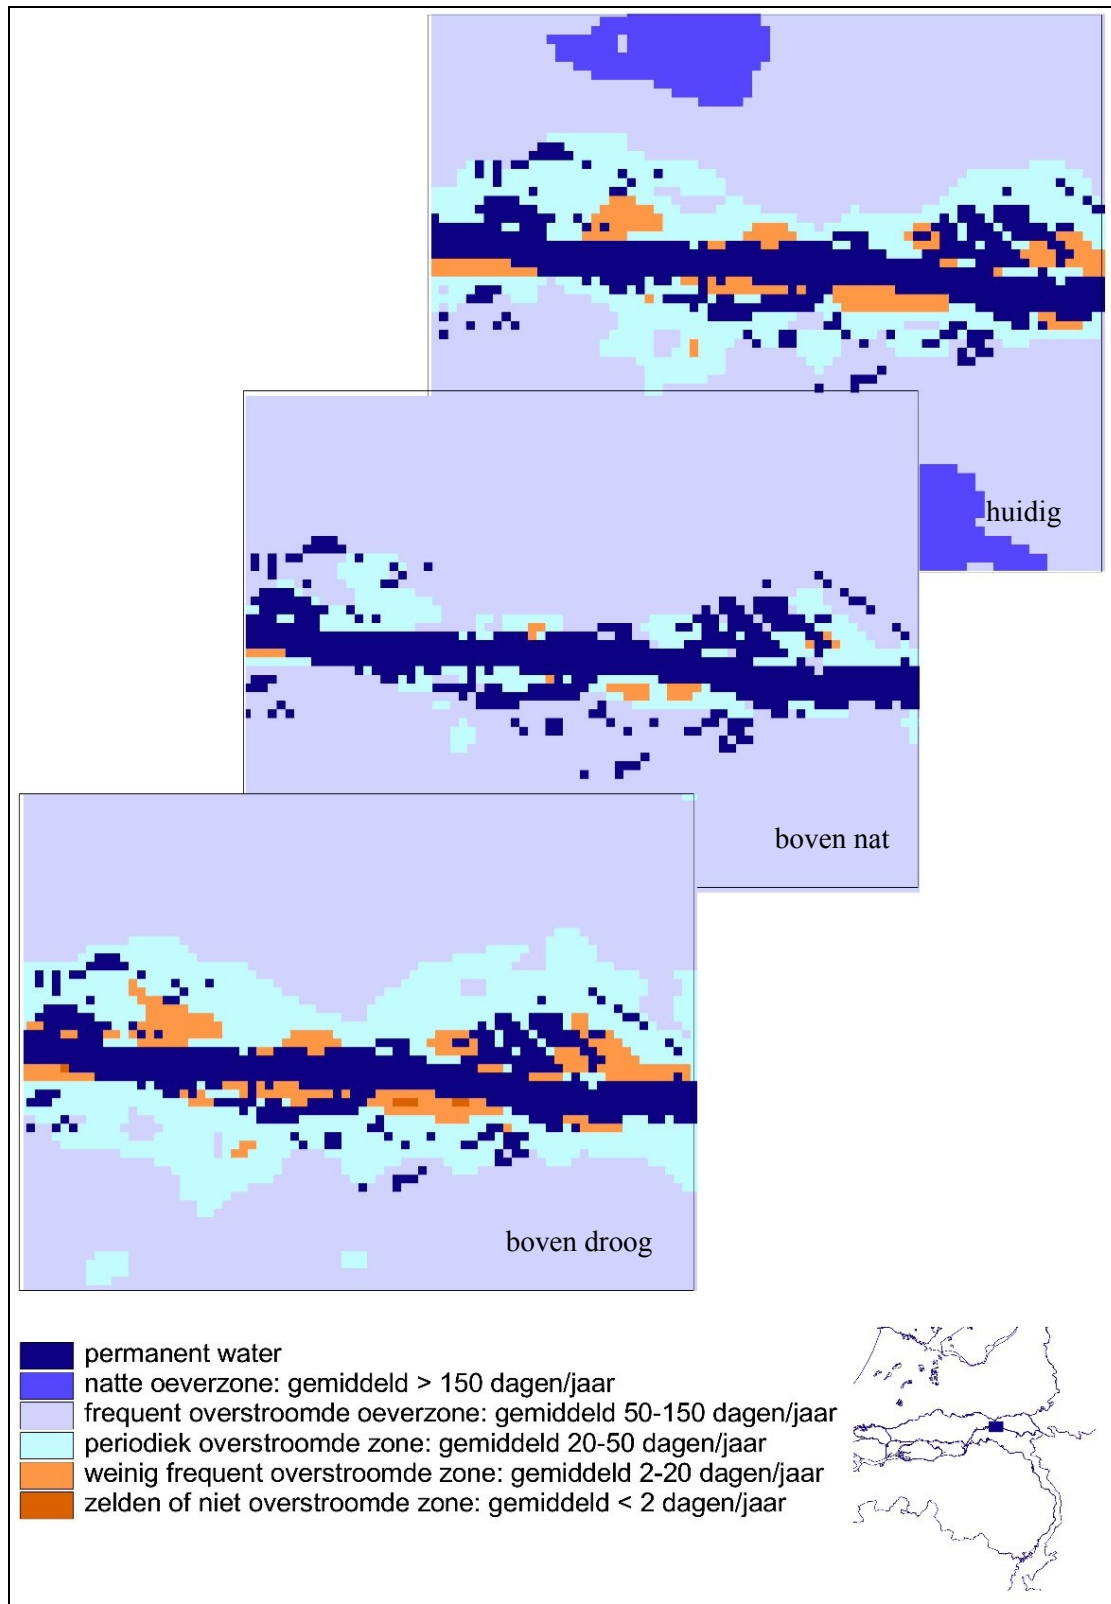 huidig
boven nat
boven droog
permanent water
natte oeverzone: gemiddeld > 150 dagen/jaar
frequent overstroomde oeverzone: gemiddeld 50-150 dagen/jaar
periodiek overstroomde zone: gemiddeld 20-50 dagen/jaar
weinig frequent overstroomde zone: gemiddeld 2-20 dagen/jaar
zelden of niet overstroomde zone: gemiddeld < 2 dagen/jaar